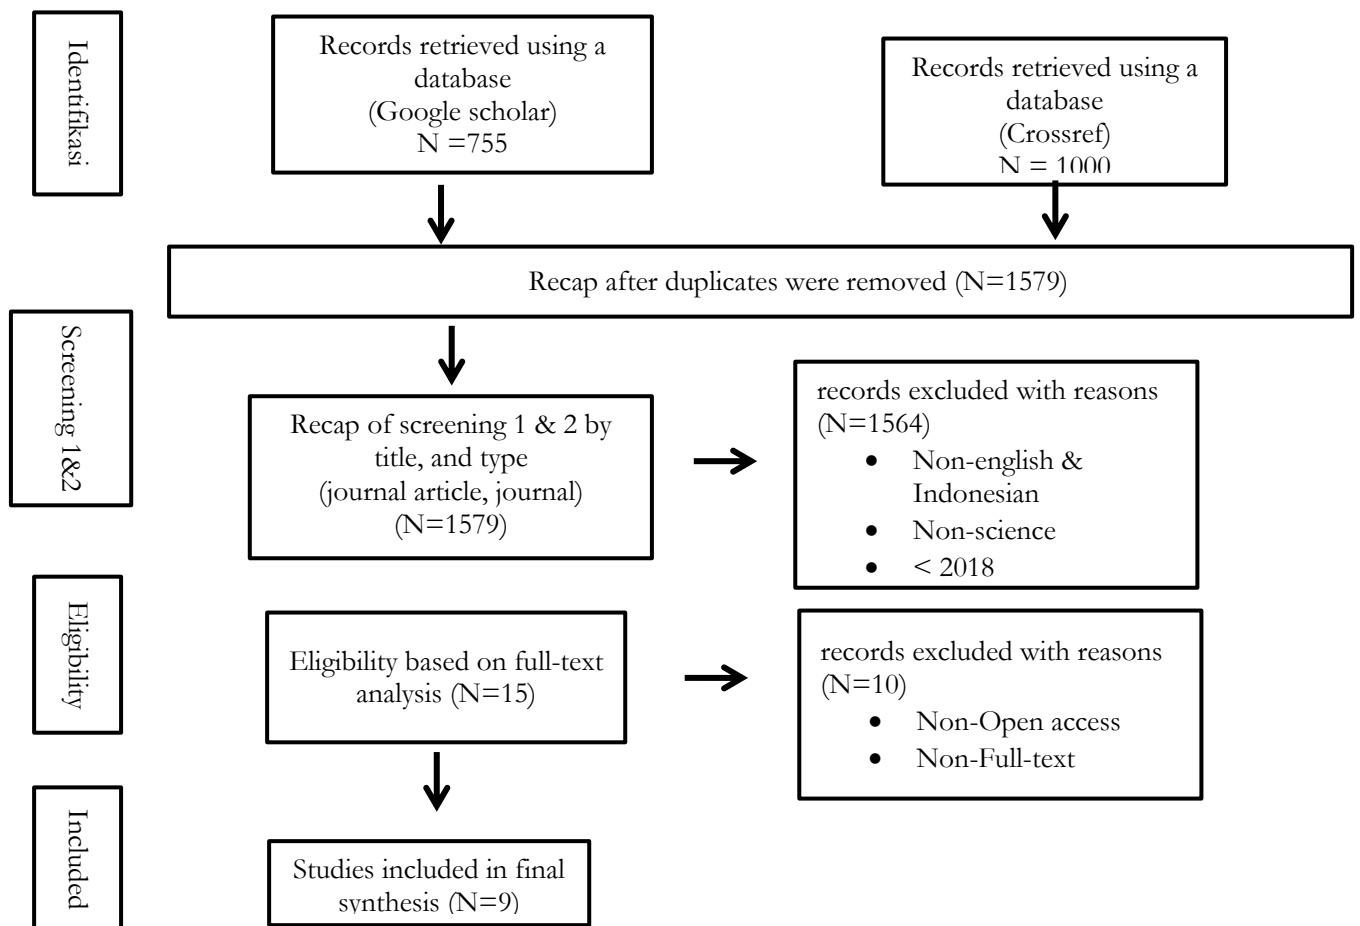 Identifikasi
Records retrieved using a
database
(Google scholar)
N =755
Records retrieved using a
database
(Crossref)
N = 1000
Recap after duplicates were removed (N=1579)
Screening 1&2
Recap of screening 1 & 2 by
title, and type
(journal article, journal)
(N=1579)
records excluded with reasons
(N=1564)
• Non-english &
Indonesian
• Non-science
• < 2018
Eligibility
Eligibility based on full-text
analysis (N=15)
records excluded with reasons
(N=10)
• Non-Open access
• Non-Full-text
Included
Studies included in final
synthesis (N=9)